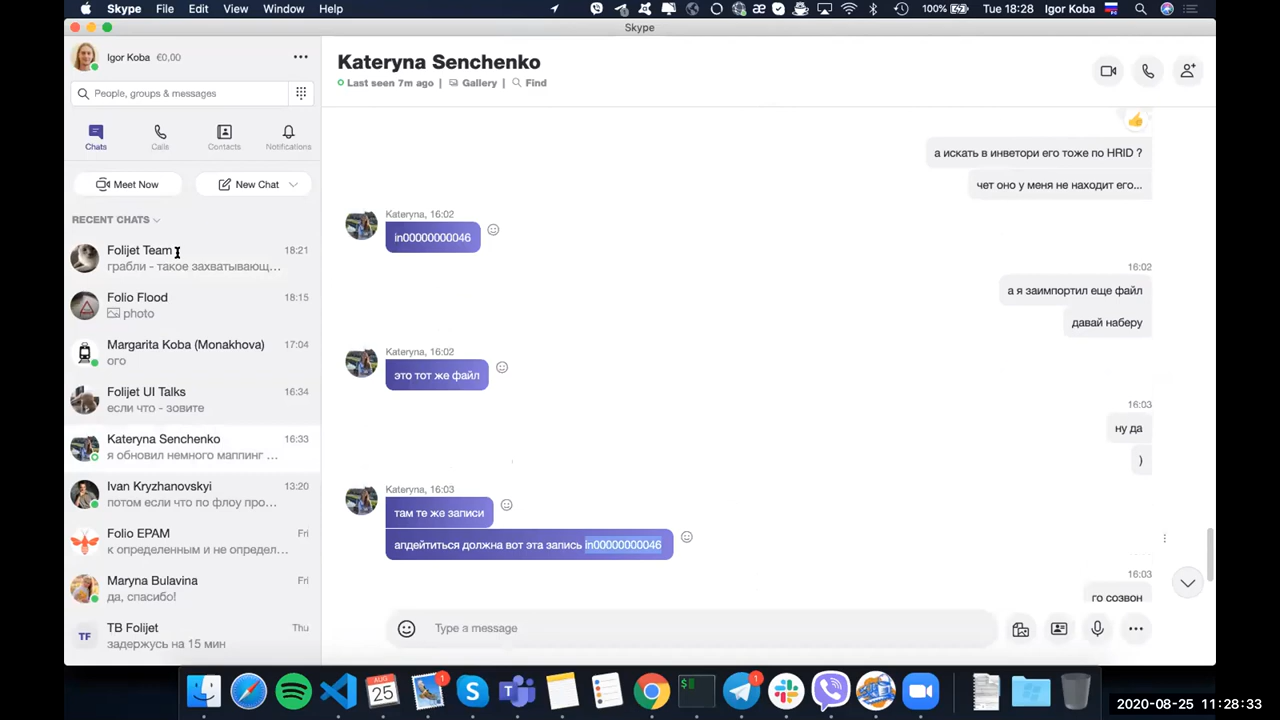 Skype File Edit View Window Help 100% Tue 18:28 Igor Koba
Skype
Igor Koba €0,00
People, groups & messages
Chats Calls Contacts Notifications
Meet Now New Chat
RECENT CHATS
Folijet Team 18:21
грабли - такое захватывающ...
Folio Flood 18:15
photo
Margarita Koba (Monakhova) 17:04
ого
Folijet UI Talks 16:34
если что - зовите
Kateryna Senchenko 16:33
я обновил немного маппинг ...
Ivan Kryzhanovskyi 13:20
потом если что по флоу про...
Folio EPAM Fri
к определенным и не определ...
Maryna Bulavina Fri
да, спасибо!
TF
TB Folijet Thu
задержусь на 15 мин
Kateryna Senchenko
Last seen 7m ago | Gallery | Find
а искать в инветори его тоже по HRID ?
чет оно у меня не находит его...
Kateryna, 16:02
in00000000046
16:02
а я заимпортил еще файл
давай наберу
Kateryna, 16:02
это тот же файл
16:03
ну да
)
Kateryna, 16:03
там те же записи
апдейтиться должна вот эта запись in00000000046
16:03
го созвон
Type a message
AUG
25
1
1
2020-08-25 11:28:33